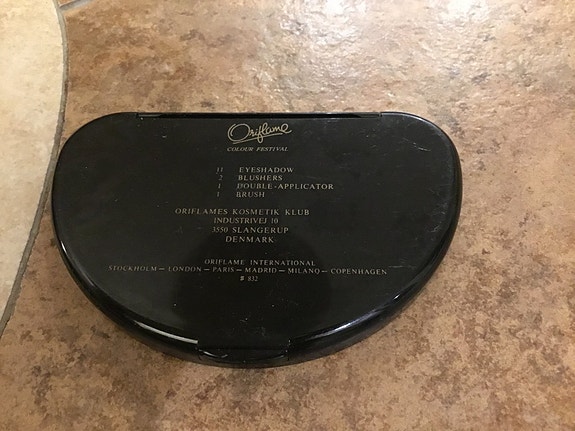 Oriflame
COLOUR FESTIVAL
11 EYESHADOW
2 BLUSHERS
1 DOUBLE-APPLICATOR
1 BRUSH
ORIFLAMES KOSMETIK KLUB
INDUSTRIVEJ 10
3550 SLANGERUP
DENMARK
ORIFLAME INTERNATIONAL
STOCKHOLM — LONDON — PARIS — MADRID — MILANO — COPENHAGEN
# 832